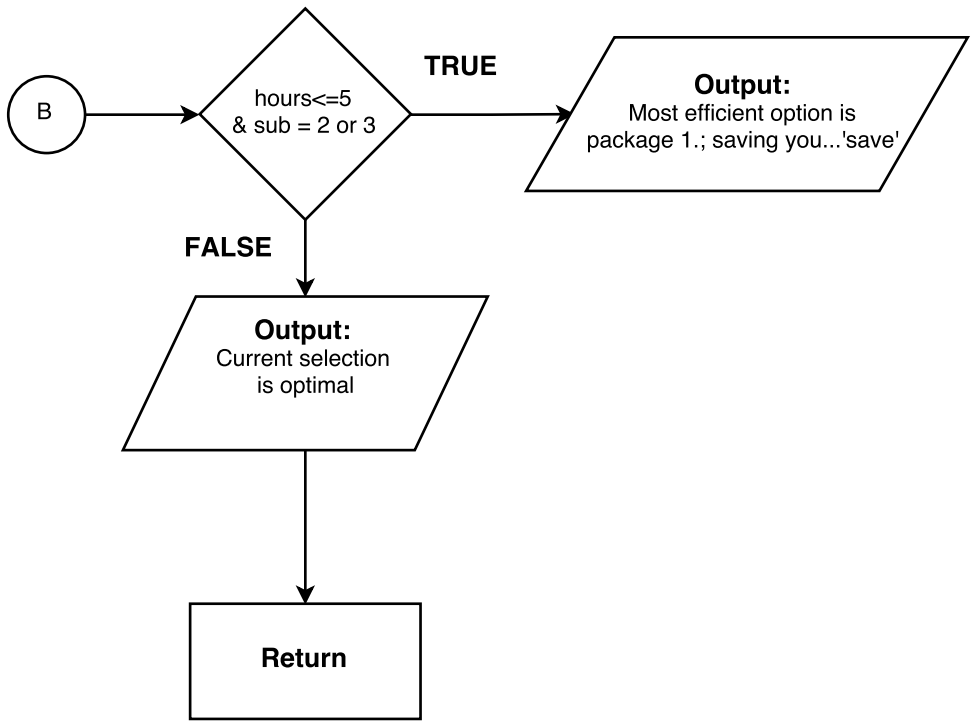 B
hours<=5
& sub = 2 or 3
TRUE
Output:
Most efficient option is
package 1.; saving you...'save'
FALSE
Output:
Current selection
is optimal
Return